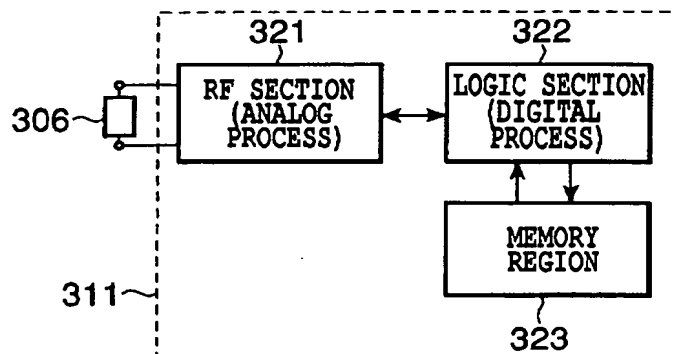 321
322
RF SECTION
(ANALOG
PROCESS)
LOGIC SECTION
(DIGITAL
PROCESS)
306
MEMORY
REGION
311
323